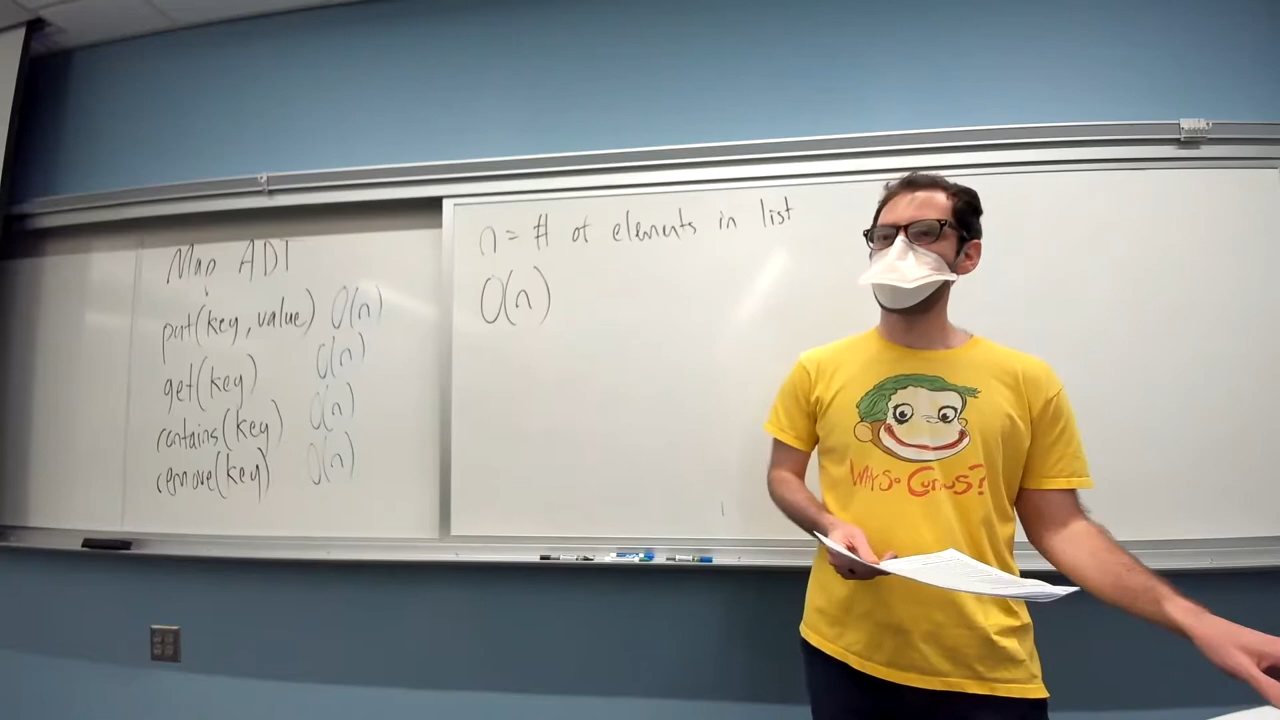 Map ADT
put(key, value) O(n)
get(key) O(n)
contains(key) O(n)
remove(key) O(n)
n = # of elements in list
O(n)
Why So Curious?